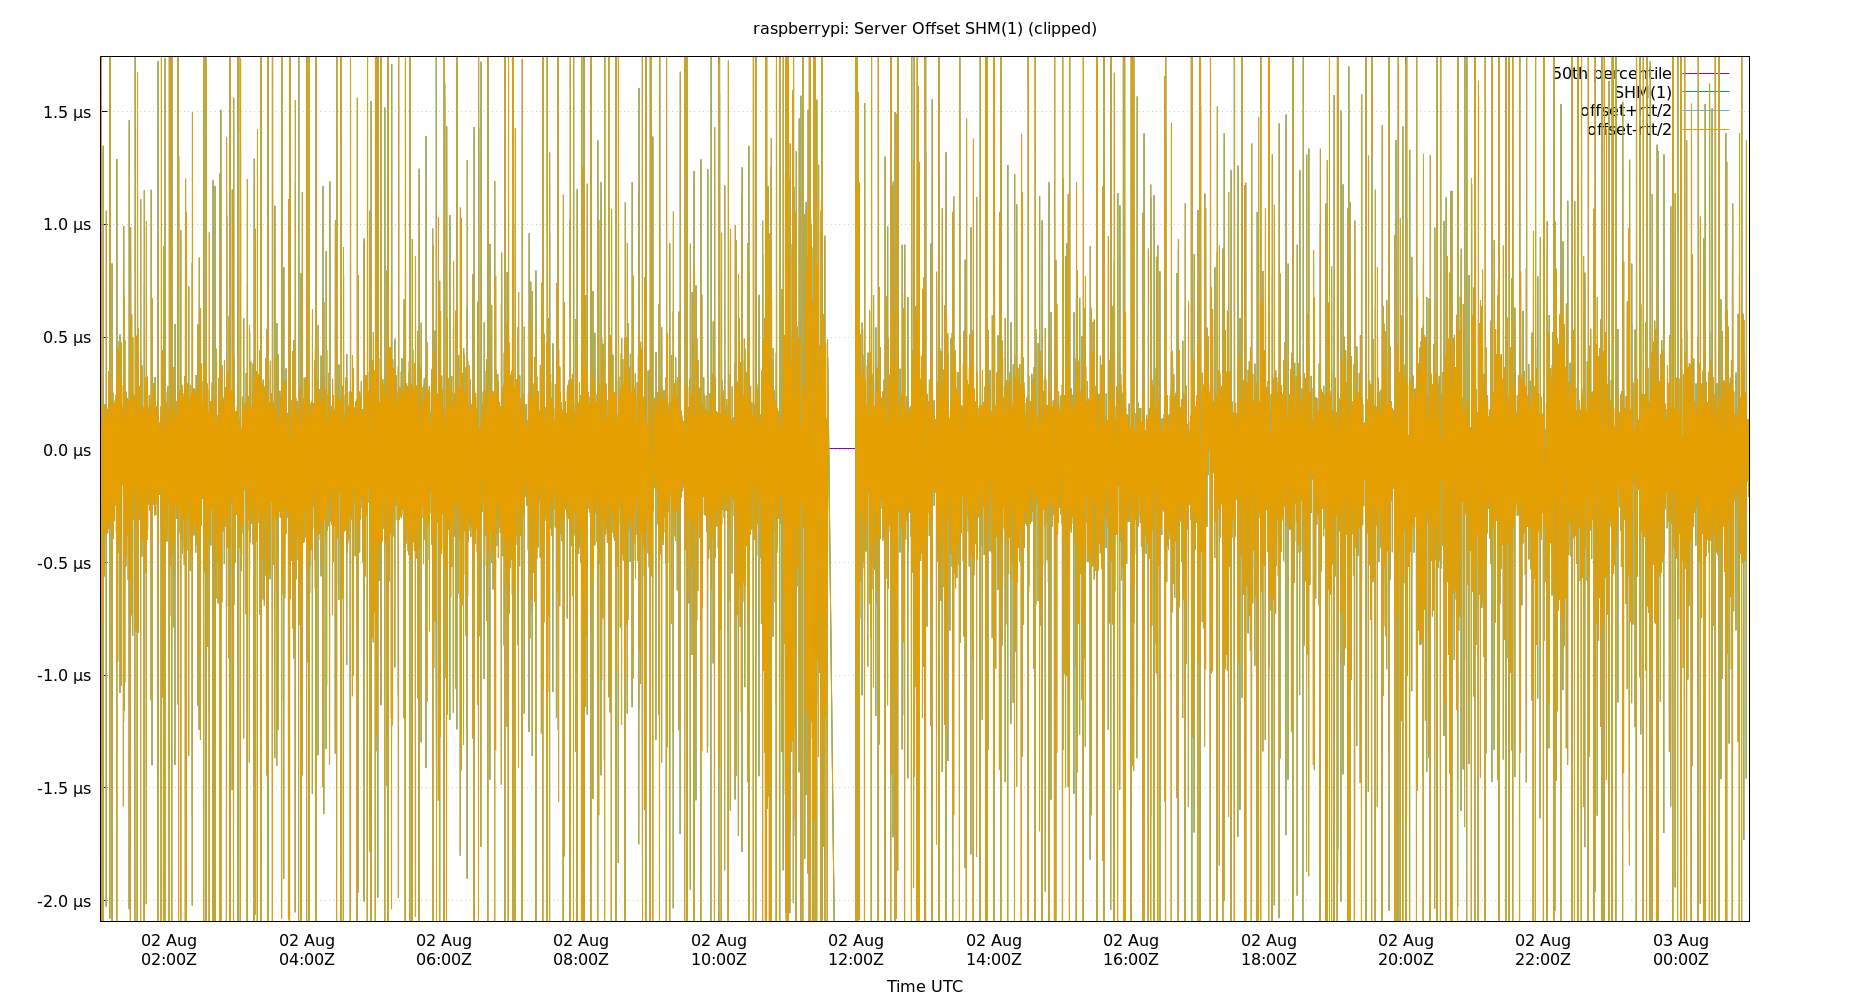 raspberrypi: Server Offset SHM(1) (clipped)
50th percentile
SHM(1)
offset+rtt/2
offset-rtt/2
1.5 µs
1.0 µs
0.5 µs
0.0 µs
-0.5 µs
-1.0 µs
-1.5 µs
-2.0 µs
02 Aug 02 Aug 02 Aug 02 Aug 02 Aug 02 Aug 02 Aug 02 Aug 02 Aug 02 Aug 02 Aug 03 Aug
02:00Z 04:00Z 06:00Z 08:00Z 10:00Z 12:00Z 14:00Z 16:00Z 18:00Z 20:00Z 22:00Z 00:00Z
Time UTC